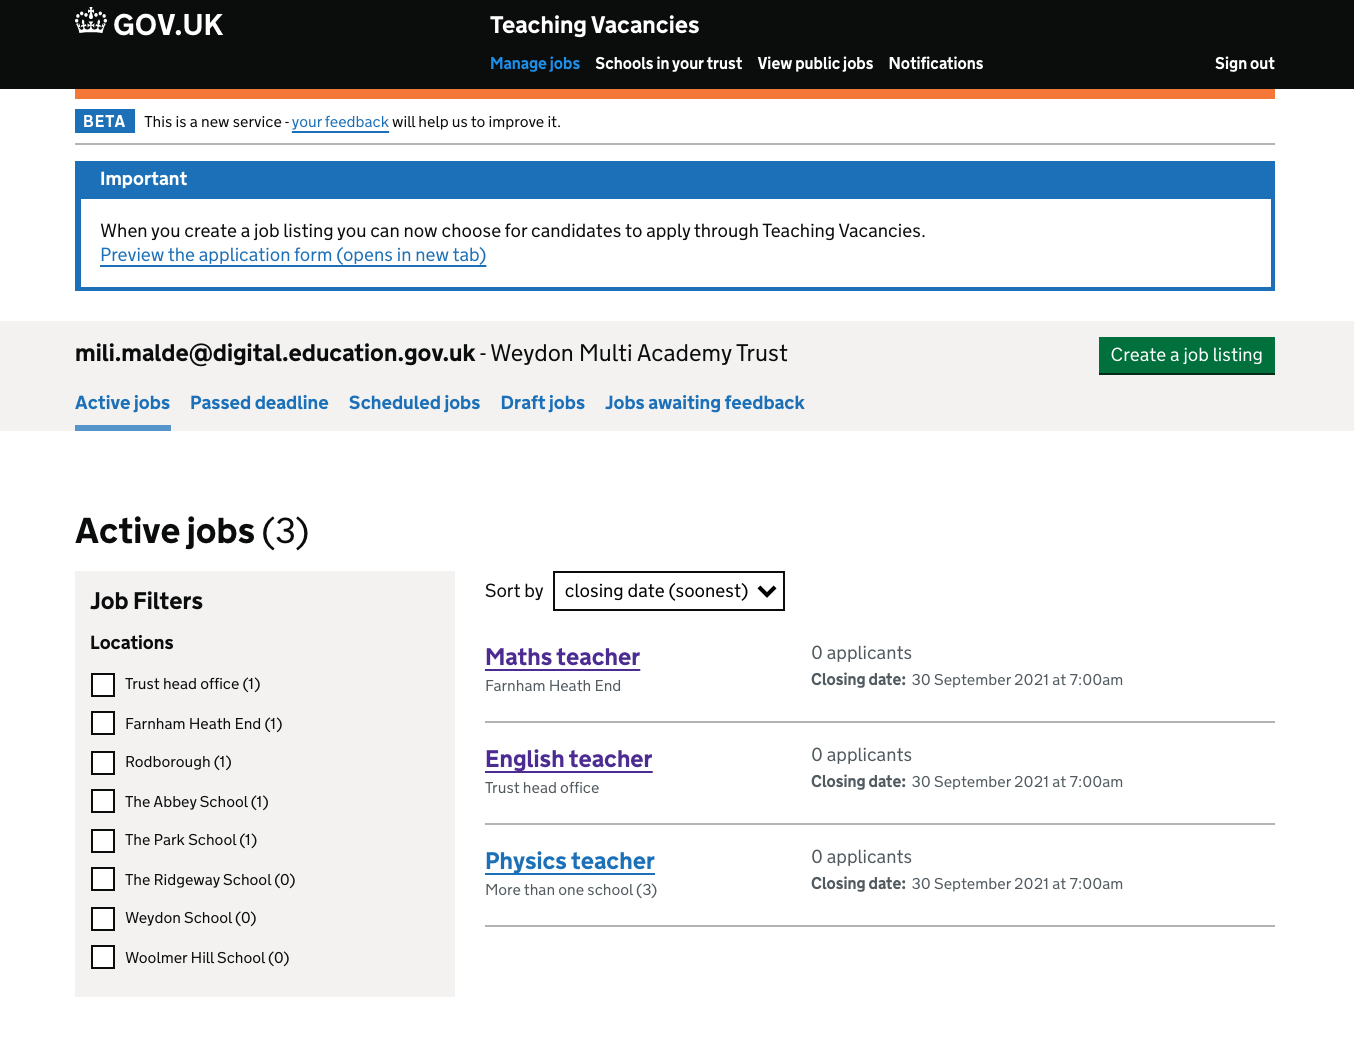 GOV.UK
Teaching Vacancies
Manage jobs Schools in your trust View public jobs Notifications Sign out
BETA This is a new service - your feedback will help us to improve it.
Important
When you create a job listing you can now choose for candidates to apply through Teaching Vacancies.
Preview the application form (opens in new tab)
mili.malde@digital.education.gov.uk - Weydon Multi Academy Trust
Create a job listing
Active jobs Passed deadline Scheduled jobs Draft jobs Jobs awaiting feedback
Active jobs (3)
Job Filters
Locations
Trust head office (1)
Farnham Heath End (1)
Rodborough (1)
The Abbey School (1)
The Park School (1)
The Ridgeway School (0)
Weydon School (0)
Woolmer Hill School (0)
Sort by closing date (soonest)
Maths teacher
Farnham Heath End
0 applicants
Closing date: 30 September 2021 at 7:00am
English teacher
Trust head office
0 applicants
Closing date: 30 September 2021 at 7:00am
Physics teacher
More than one school (3)
0 applicants
Closing date: 30 September 2021 at 7:00am